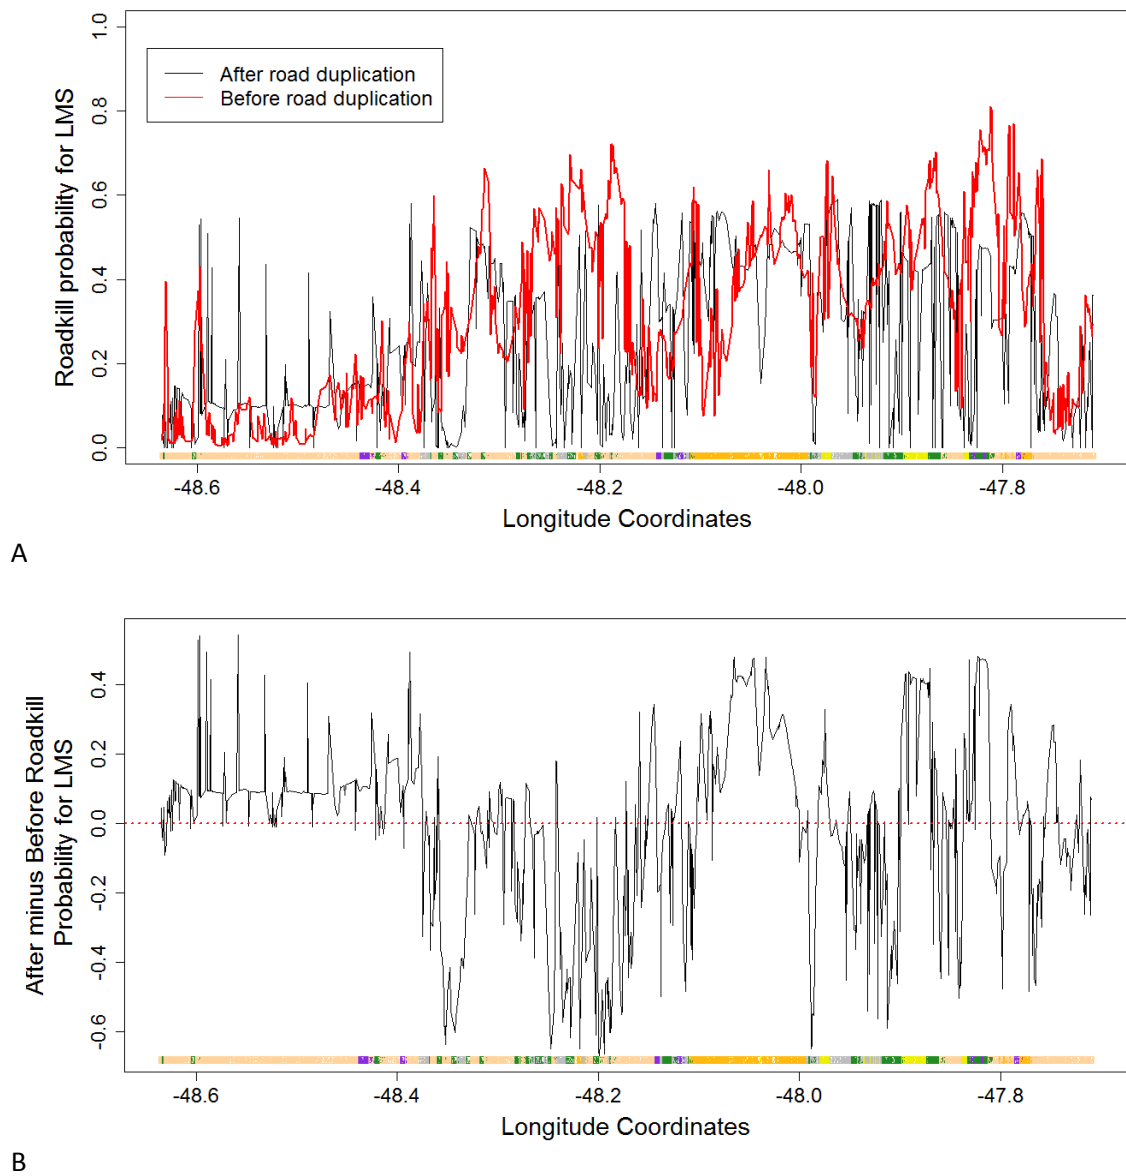 1.0
0.8
0.6
0.4
0.2
0.0
Roadkill probability for LMS
After road duplication
Before road duplication
-48.6
-48.4
-48.2
-48.0
-47.8
Longitude Coordinates
A
0.4
0.2
0.0
-0.2
-0.4
-0.6
After minus Before Roadkill
Probability for LMS
-48.6
-48.4
-48.2
-48.0
-47.8
Longitude Coordinates
B